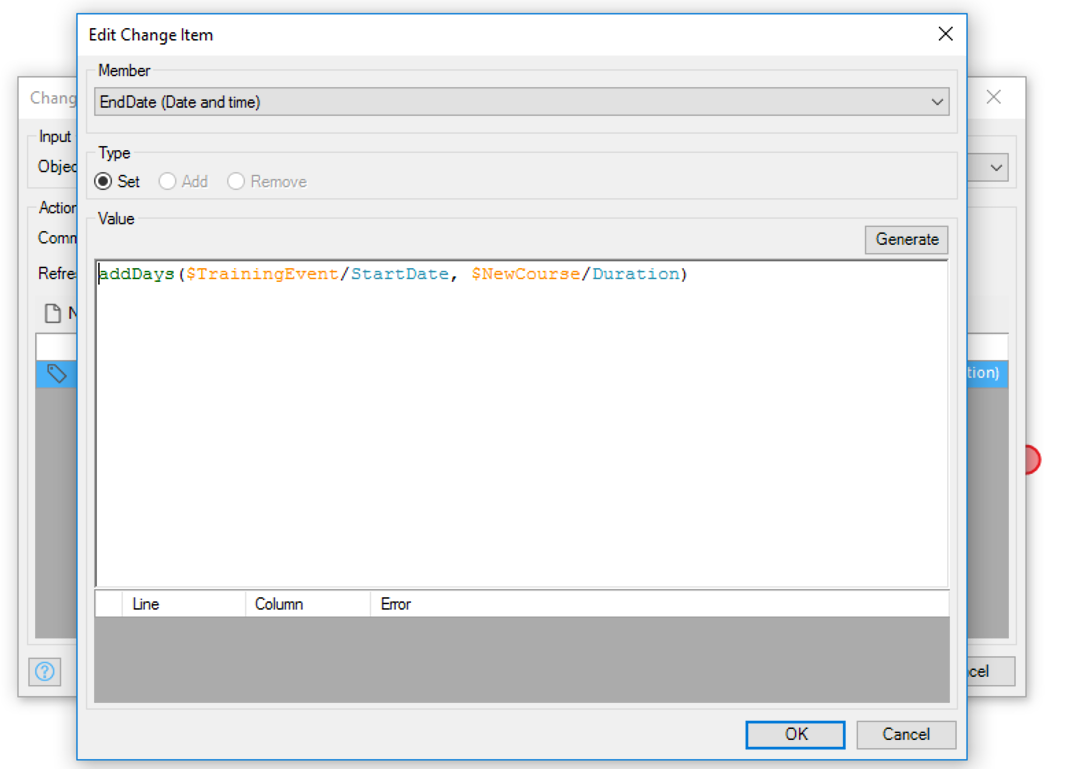 Edit Change Item
Member
EndDate (Date and time)
Type
Set Add Remove
Value
Generate
addDays($TrainingEvent/StartDate, $NewCourse/Duration)
Line Column Error
OK Cancel
Chang
Input
Objec
Action
Comm
Refre
N
tion)
cel